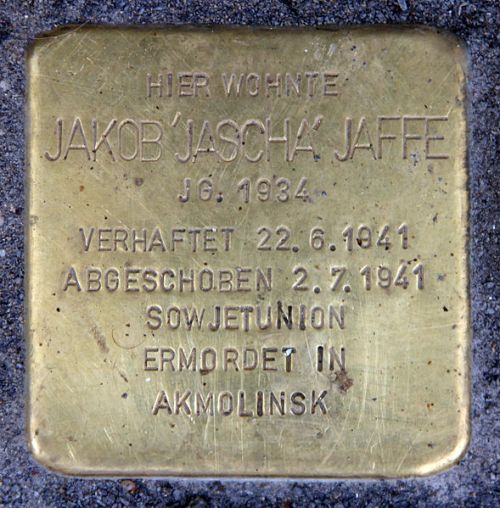 HIER WOHNTE
JAKOB 'JASCHA' JAFFE
JG. 1934
VERHAFTET 22.6.1941
ABGESCHOBEN 2.7.1941
SOWJETUNION
ERMORDET IN
AKMOLINSK